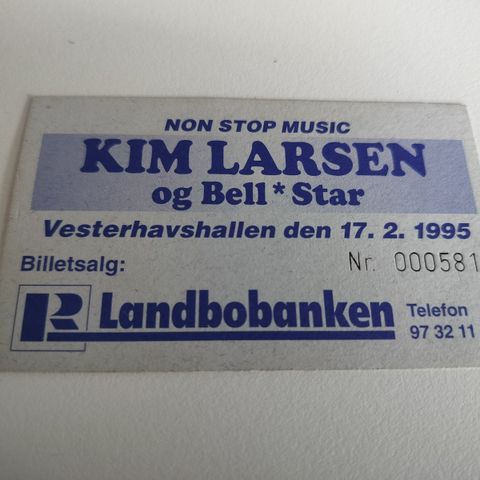 NON STOP MUSIC
KIM LARSEN
og Bell * Star
Vesterhavshallen den 17. 2. 1995
Billetsalg: Nr. 000581
R Landbobanken
Telefon
97 32 11